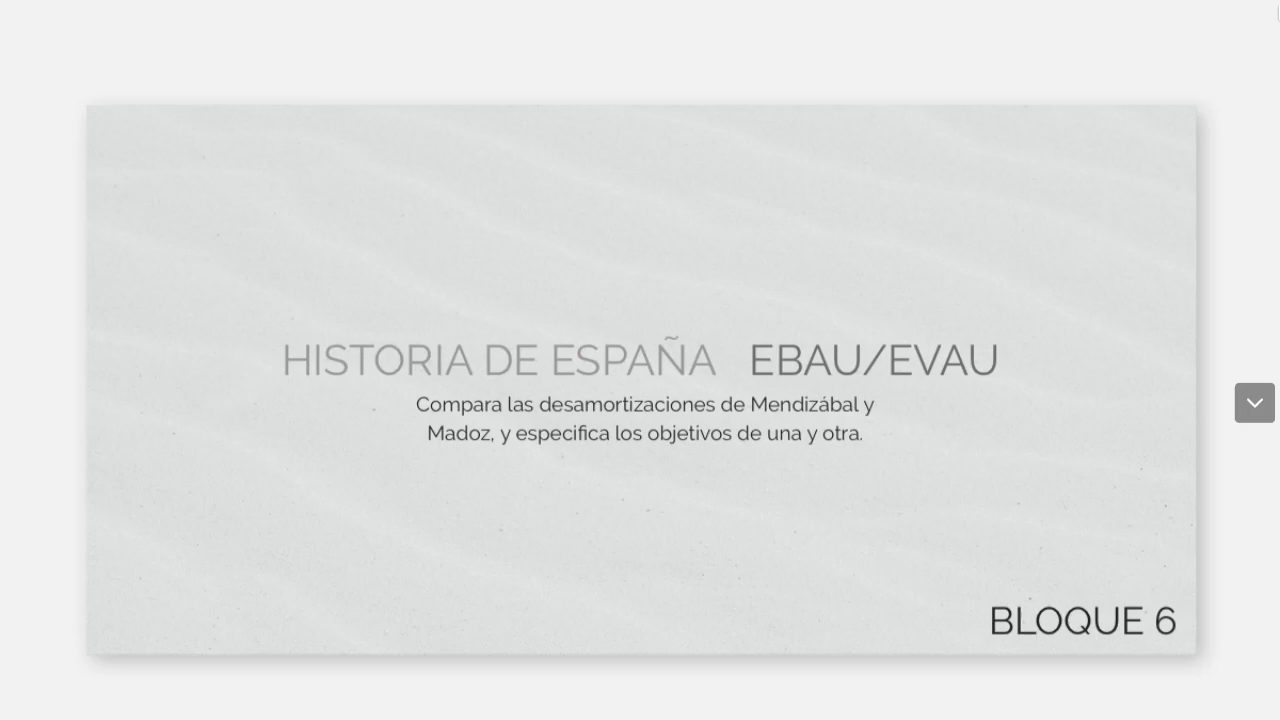 HISTORIA DE ESPAÑA EBAU/EVAU
Compara las desamortizaciones de Mendizábal y
Madoz, y especifica los objetivos de una y otra.
BLOQUE 6